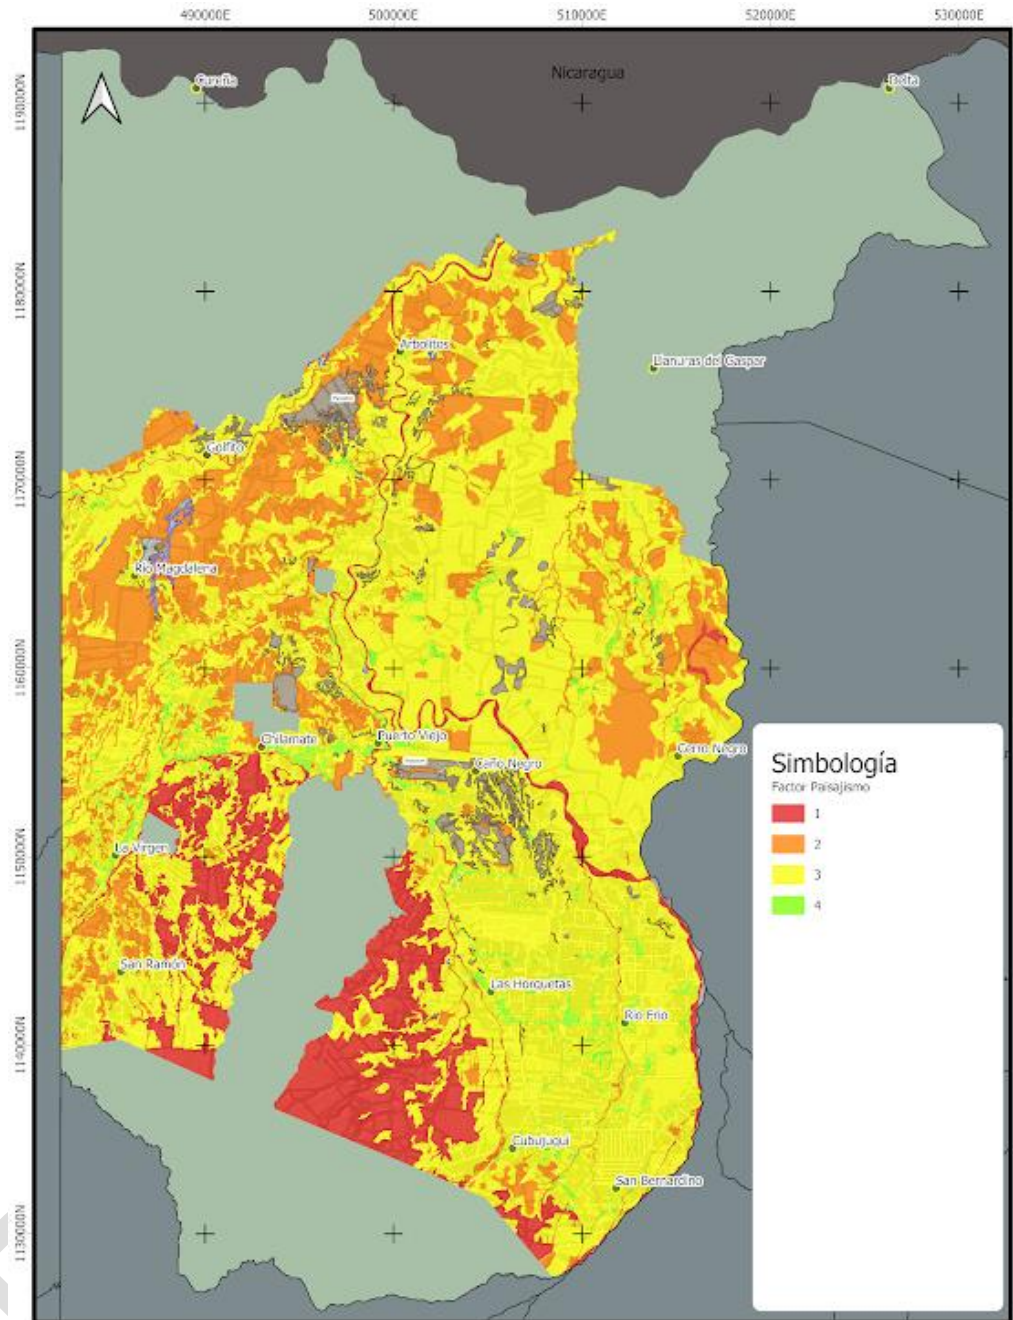 490000E 500000E 510000E 520000E 530000E
Nicaragua
Cureña
Delta
1190000N
1180000N
Arbolitos
Llanuras del Gaspar
Golfito
1170000N
Río Magdalena
1160000N
Chilamate
Puerto Viejo
Caño Negro
Cerro Negro
Simbología
Factor Paisajismo
1
2
3
4
La Virgen
1150000N
San Ramón
Las Horquetas
Río Frío
1140000N
Cubujuquí
San Bernardino
1130000N